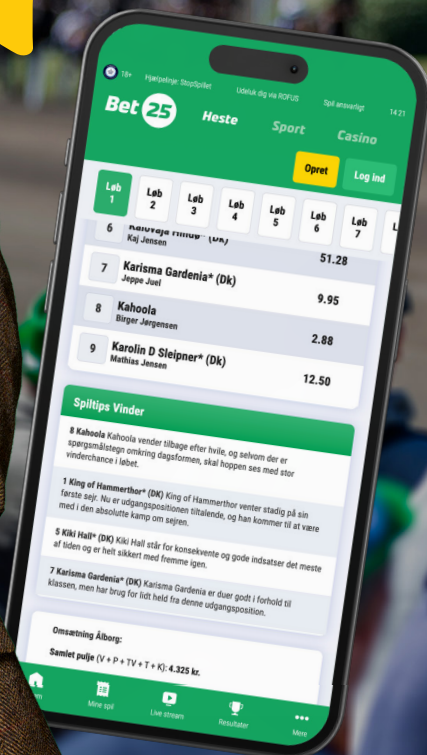 18+ Hjælpelinje: StopSpillet Udeluk dig via ROFUS Spil ansvarligt 14:21
Bet 25 Heste Sport Casino
Opret Log ind
Løb 1 Løb 2 Løb 3 Løb 4 Løb 5 Løb 6 Løb 7 L
6 (DK) 51.28
Kaj Jensen
7 Karisma Gardenia* (Dk) 9.95
Jeppe Juel
8 Kahoola 2.88
Birger Jørgensen
9 Karolin D Sleipner* (Dk) 12.50
Mathias Jensen
Spiltips Vinder
8 Kahoola Kahoola vender tilbage efter hvile, og selvom der er
spørgsmålstegn omkring dagsformen, skal hoppen ses med stor
vinderchance i løbet.
1 King of Hammerthor* (DK) King of Hammerthor venter stadig på sin
første sejr. Nu er udgangspositionen tiltalende, og han kommer til at være
med i den absolutte kamp om sejren.
5 Kiki Hall* (DK) Kiki Hall står for konsekvente og gode indsatser det meste
af tiden og er helt sikkert med fremme igen.
7 Karisma Gardenia* (DK) Karisma Gardenia er duer godt i forhold til
klassen, men har brug for lidt held fra denne udgangsposition.
Omsætning Ålborg:
Samlet pulje (V + P + TV + T + K): 4.325 kr.
Mine spil Live stream Resultater Mere